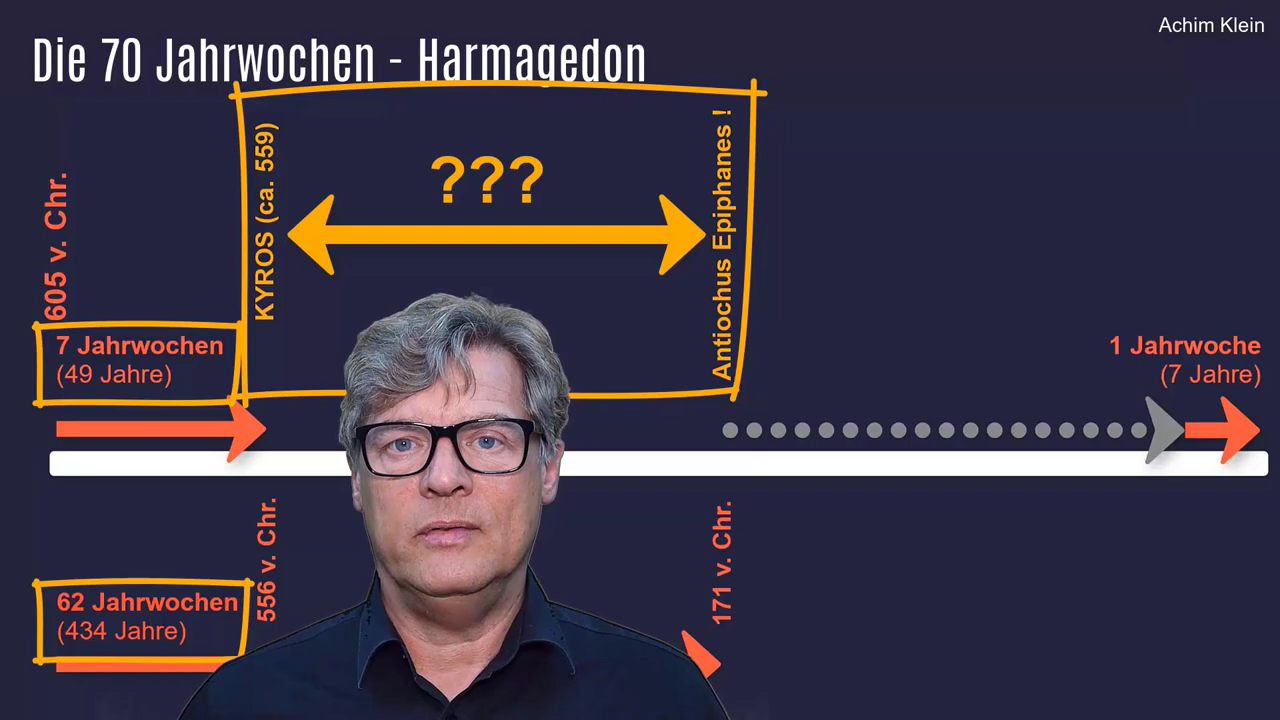 Achim Klein
Die 70 Jahrwochen - Harmagedon
605 v. Chr.
KYROS (ca. 559)
???
Antiochus Epiphanes !
7 Jahrwochen
(49 Jahre)
1 Jahrwoche
(7 Jahre)
556 v. Chr.
171 v. Chr.
62 Jahrwochen
(434 Jahre)